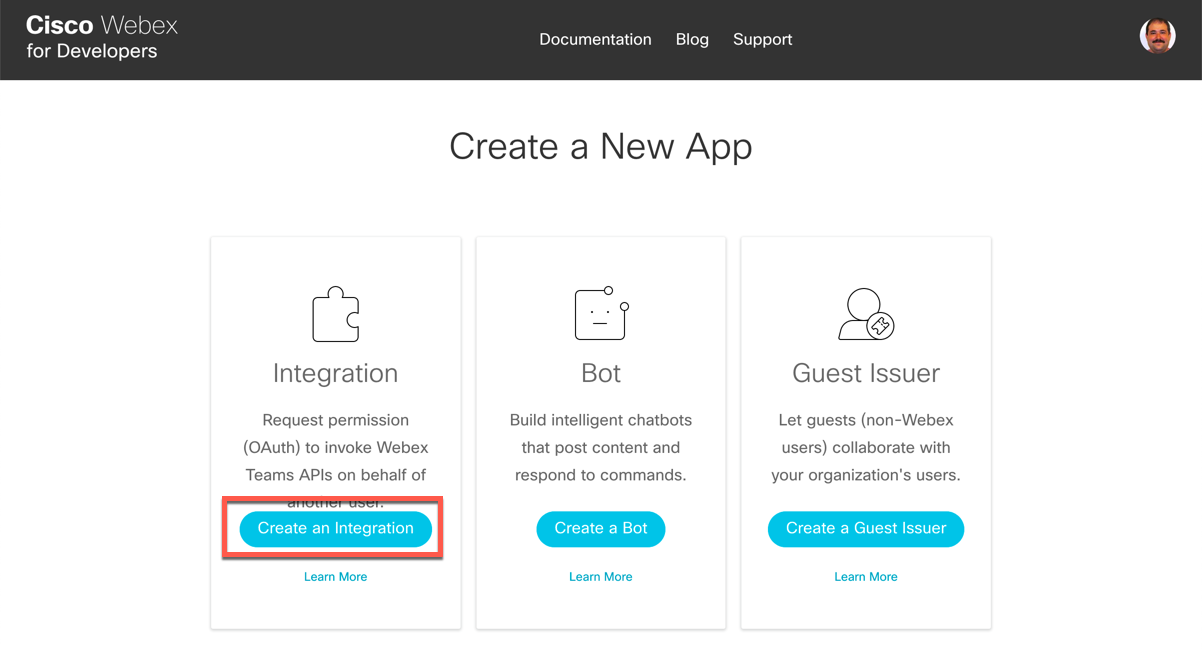 Cisco Webex
for Developers
Documentation Blog Support
Create a New App
Integration
Request permission
(OAuth) to invoke Webex
Teams APIs on behalf of
another user.
Create an Integration
Learn More
Bot
Build intelligent chatbots
that post content and
respond to commands.
Create a Bot
Learn More
Guest Issuer
Let guests (non-Webex
users) collaborate with
your organization's users.
Create a Guest Issuer
Learn More